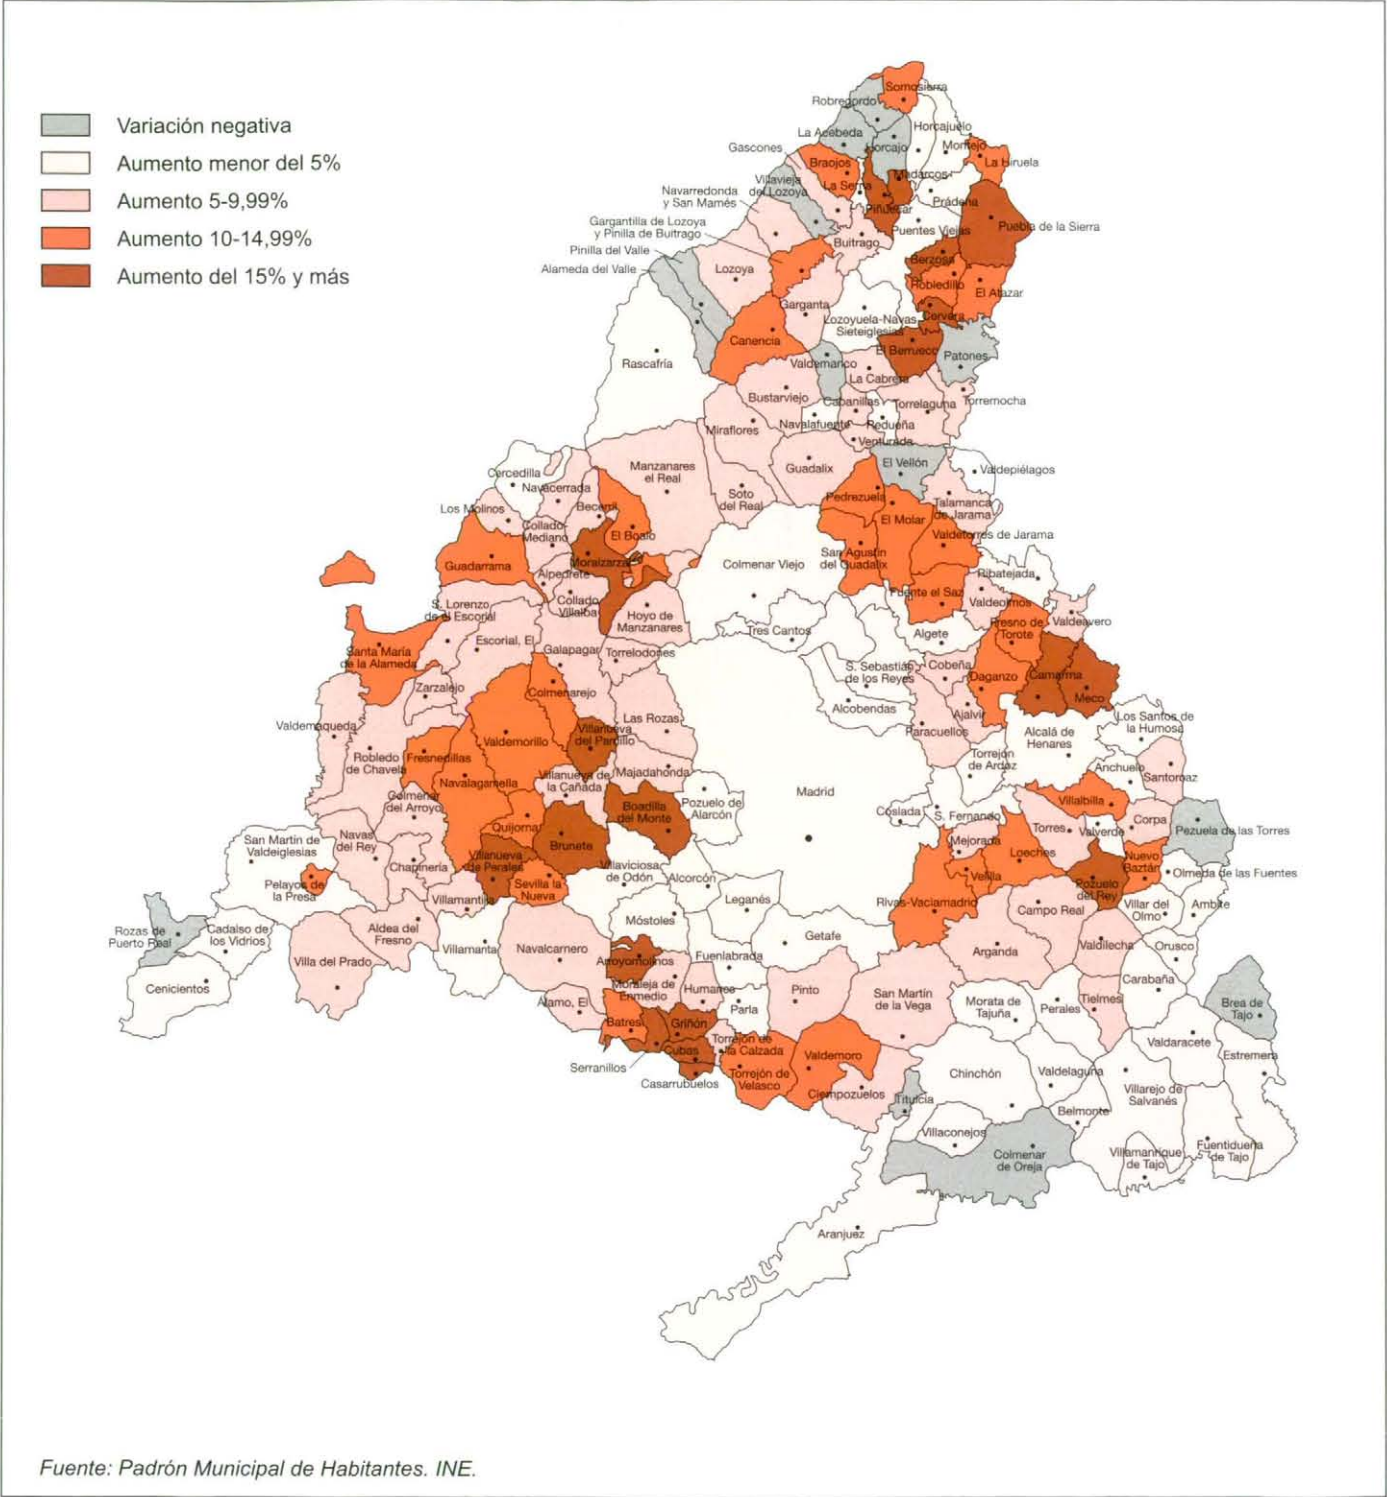 Variación negativa
Aumento menor del 5%
Aumento 5-9,99%
Aumento 10-14,99%
Aumento del 15% y más
Somosierra
Robregordo
La Acebeda
Horcajo
Horcajuelo
Montejo
La Hiruela
Gascones
Braojos
La Serna
Madarcos
Prádena
Villavieja
del Lozoya
Piñuécar
Puebla de la Sierra
Navarredonda
y San Mamés
Gargantilla de Lozoya
y Pinilla de Buitrago
Buitrago
Puentes Viejas
Pinilla del Valle
Alameda del Valle
Lozoya
Berzosa
Robledillo
El Atazar
Garganta
Lozoyuela-Navas-
Sieteiglesias
Cervera
Canencia
El Berrueco
Patones
Rascafría
Valdemanco
La Cabrera
Bustarviejo
Cabanillas
Torrelaguna
Torremocha
Navalafuente
Redueña
Miraflores
Venturada
Manzanares
el Real
Guadalix
El Vellón
Valdepiélagos
Cercedilla
Navacerrada
Soto
del Real
Pedrezuela
Talamanca
de Jarama
Los Molinos
Becerril
El Molar
Collado-
Mediano
El Boalo
Valdetorres de Jarama
Guadarrama
Moralzarzal
Colmenar Viejo
San Agustín
del Guadalix
Alpedrete
Ribatejada
Fuente el Saz
S. Lorenzo
de el Escorial
Collado
Villalba
Hoyo de
Manzanares
Valdeolmos
Valdeavero
Fresno de
Torote
Escorial, El
Tres Cantos
Algete
Santa María
de la Alameda
Galapagar
Torrelodones
S. Sebastián
de los Reyes
Cobeña
Daganzo
Camarma
Meco
Zarzalejo
Colmenarejo
Alcobendas
Ajalvir
Valdemaqueda
Las Rozas
Paracuellos
Los Santos de
la Humosa
Valdemorillo
Villanueva
del Pardillo
Alcalá de
Henares
Robledo
de Chavela
Fresnedillas
Torrejón
de Ardoz
Anchuelo
Santorcaz
Navalagamella
Villanueva de
la Cañada
Majadahonda
Madrid
Colmenar
del Arroyo
Boadilla
del Monte
Pozuelo de
Alarcón
Coslada
S. Fernando
Villalbilla
Quijorna
Torres
Valverde
Corpa
Pezuela de las Torres
San Martín de
Valdeiglesias
Navas
del Rey
Brunete
Mejorada
Loeches
Chapinería
Villanueva
de Perales
Villaviciosa
de Odón
Alcorcón
Velilla
Nuevo
Baztán
Olmeda de las Fuentes
Pelayos de
la Presa
Sevilla la
Nueva
Pozuelo
del Rey
Villamantilla
Leganés
Rivas-Vaciamadrid
Campo Real
Villar del
Olmo
Ambite
Rozas de
Puerto Real
Cadalso de
los Vidrios
Aldea del
Fresno
Móstoles
Getafe
Villamanta
Navalcarnero
Arganda
Valdilecha
Orusco
Villa del Prado
Arroyomolinos
Fuenlabrada
Cenicientos
Moraleja de
Enmedio
Humanes
Pinto
San Martín
de la Vega
Carabaña
Álamo, El
Parla
Morata de
Tajuña
Perales
Tielmes
Brea de
Tajo
Batres
Griñón
Torrejón de
la Calzada
Valdemoro
Valdaracete
Cubas
Estremera
Serranillos
Casarrubuelos
Torrejón de
Velasco
Ciempozuelos
Chinchón
Valdelaguna
Titulcia
Villarejo de
Salvanés
Belmonte
Villaconejos
Colmenar
de Oreja
Villamanrique
de Tajo
Fuentidueña
de Tajo
Aranjuez
Fuente: Padrón Municipal de Habitantes. INE.